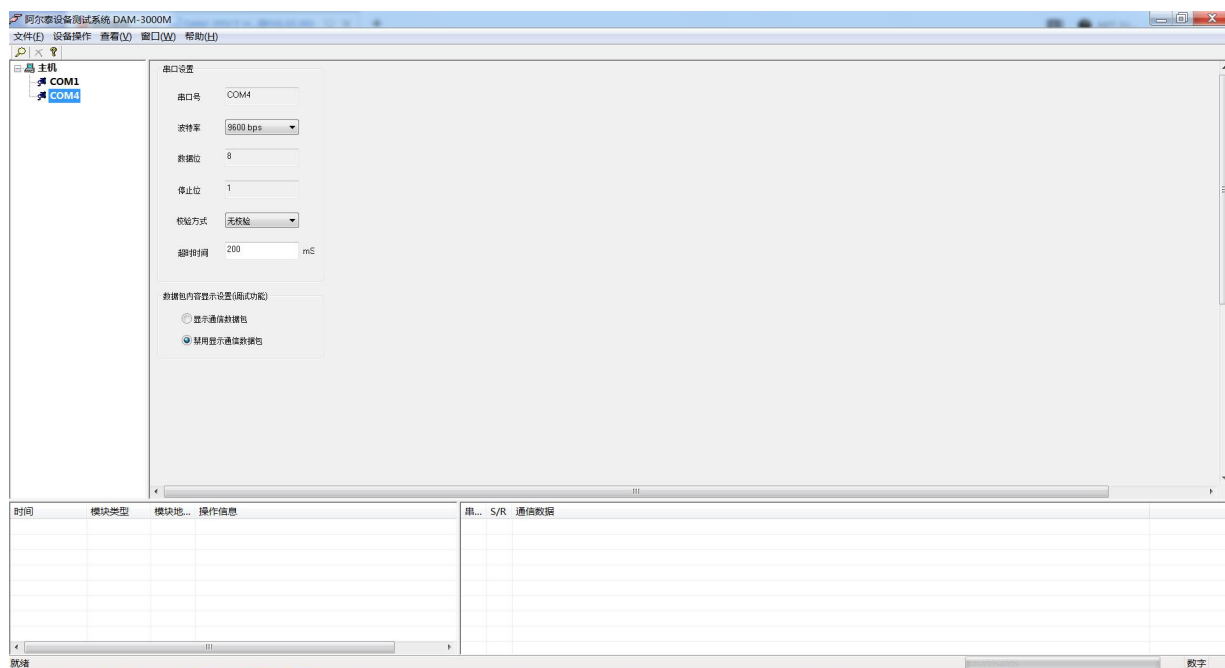 阿尔泰设备测试系统 DAM-3000M
文件(F) 设备操作 查看(V) 窗口(W) 帮助(H)
主机
COM1
COM4
串口设置
串口号 COM4
波特率 9600 bps
数据位 8
停止位 1
校验方式 无校验
超时时间 200 mS
数据包内容显示设置(调试功能)
显示通信数据包
禁用显示通信数据包
时间 模块类型 模块地... 操作信息 串... S/R 通信数据
就绪 数字